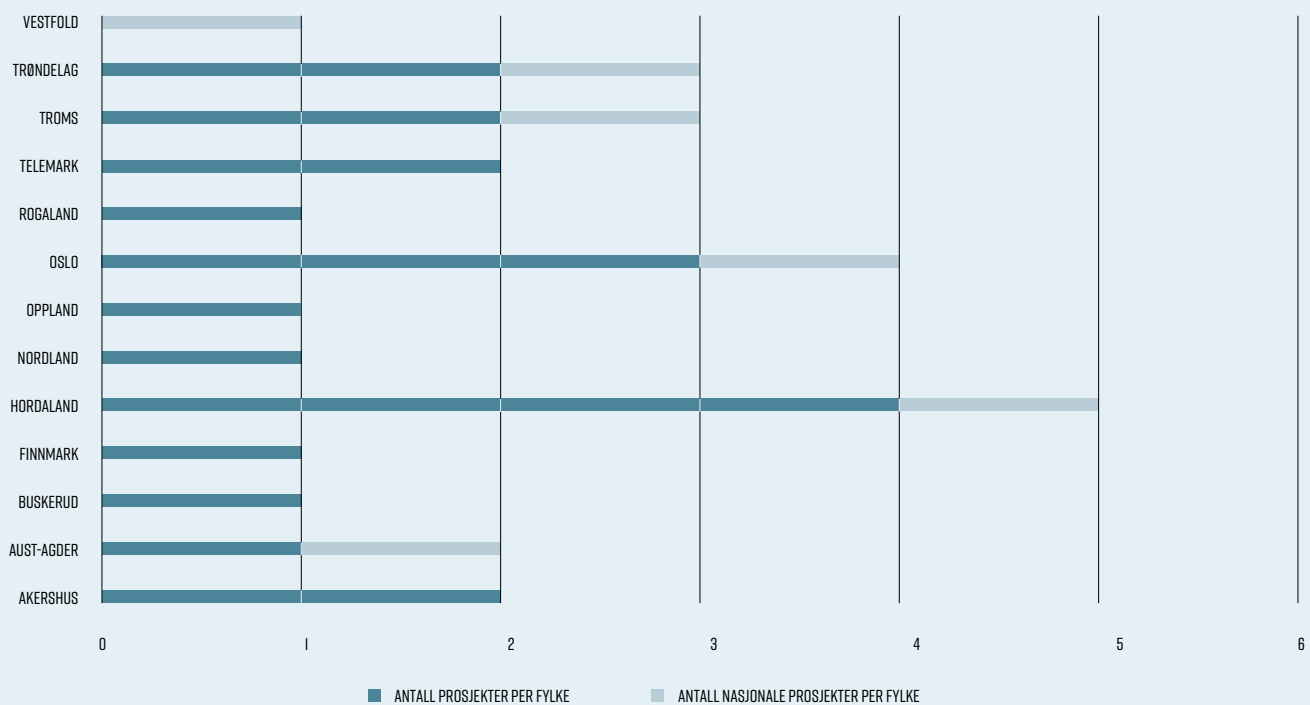 VESTFOLD
TRØNDELAG
TROMS
TELEMARK
ROGALAND
OSLO
OPPLAND
NORDLAND
HORDALAND
FINNMARK
BUSKERUD
AUST-AGDER
AKERSHUS
0 1 2 3 4 5 6
ANTALL PROSJEKTER PER FYLKE ANTALL NASJONALE PROSJEKTER PER FYLKE